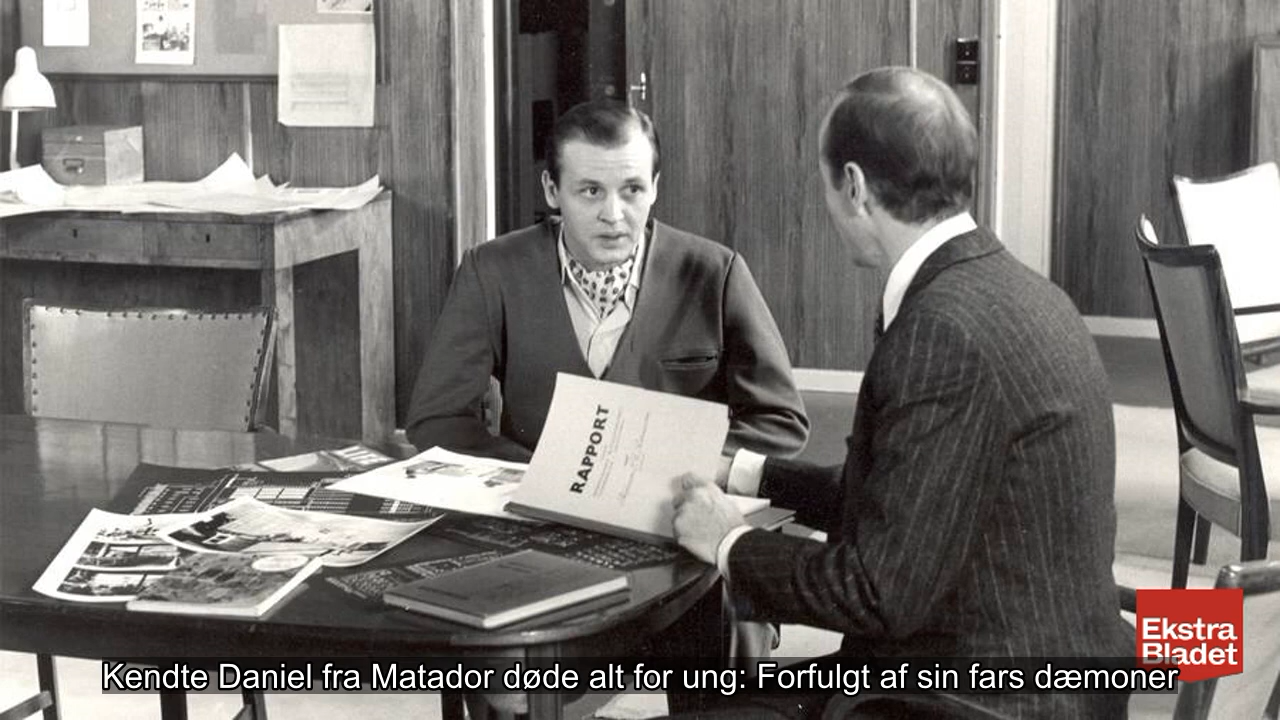 RAPPORT
Ekstra
Bladet
Kendte Daniel fra Matador døde alt for ung: Forfulgt af sin fars dæmoner